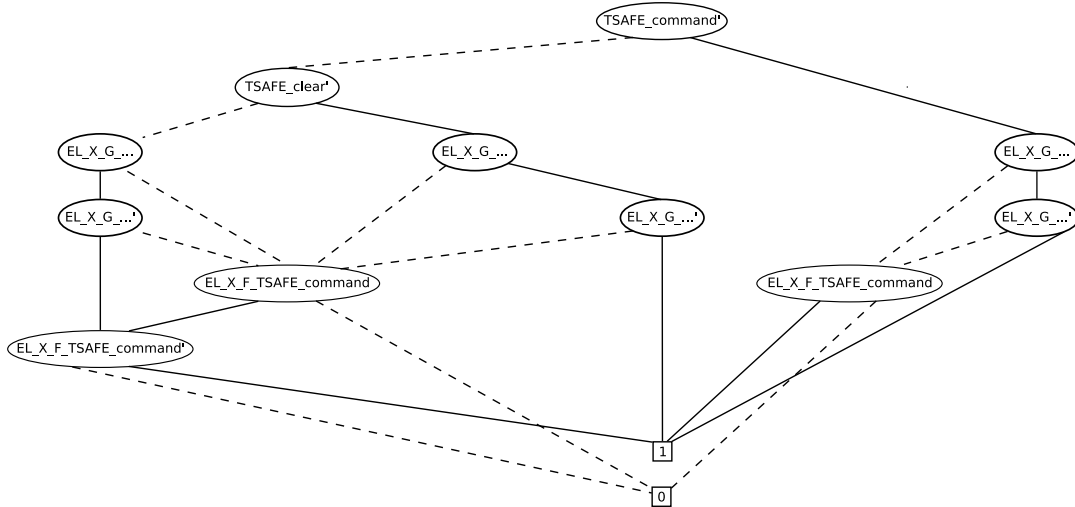 TSAFE_command'
TSAFE_clear'
EL_X_G_...
EL_X_G_...
EL_X_G_...
EL_X_G_...'
EL_X_G_...'
EL_X_G_...'
EL_X_F_TSAFE_command
EL_X_F_TSAFE_command
EL_X_F_TSAFE_command'
1
0